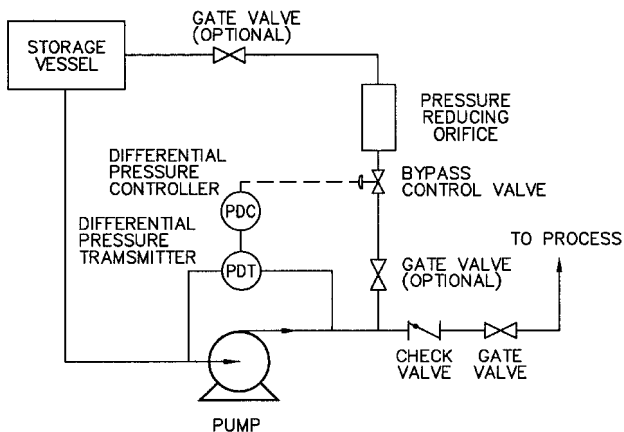 GATE VALVE
(OPTIONAL)
STORAGE
VESSEL
PRESSURE
REDUCING
ORIFICE
DIFFERENTIAL
PRESSURE
CONTROLLER
BYPASS
CONTROL VALVE
PDC
DIFFERENTIAL
PRESSURE
TRAMSMITTER
PDT
TO PROCESS
GATE VALVE
(OPTIONAL)
CHECK
VALVE
GATE
VALVE
PUMP